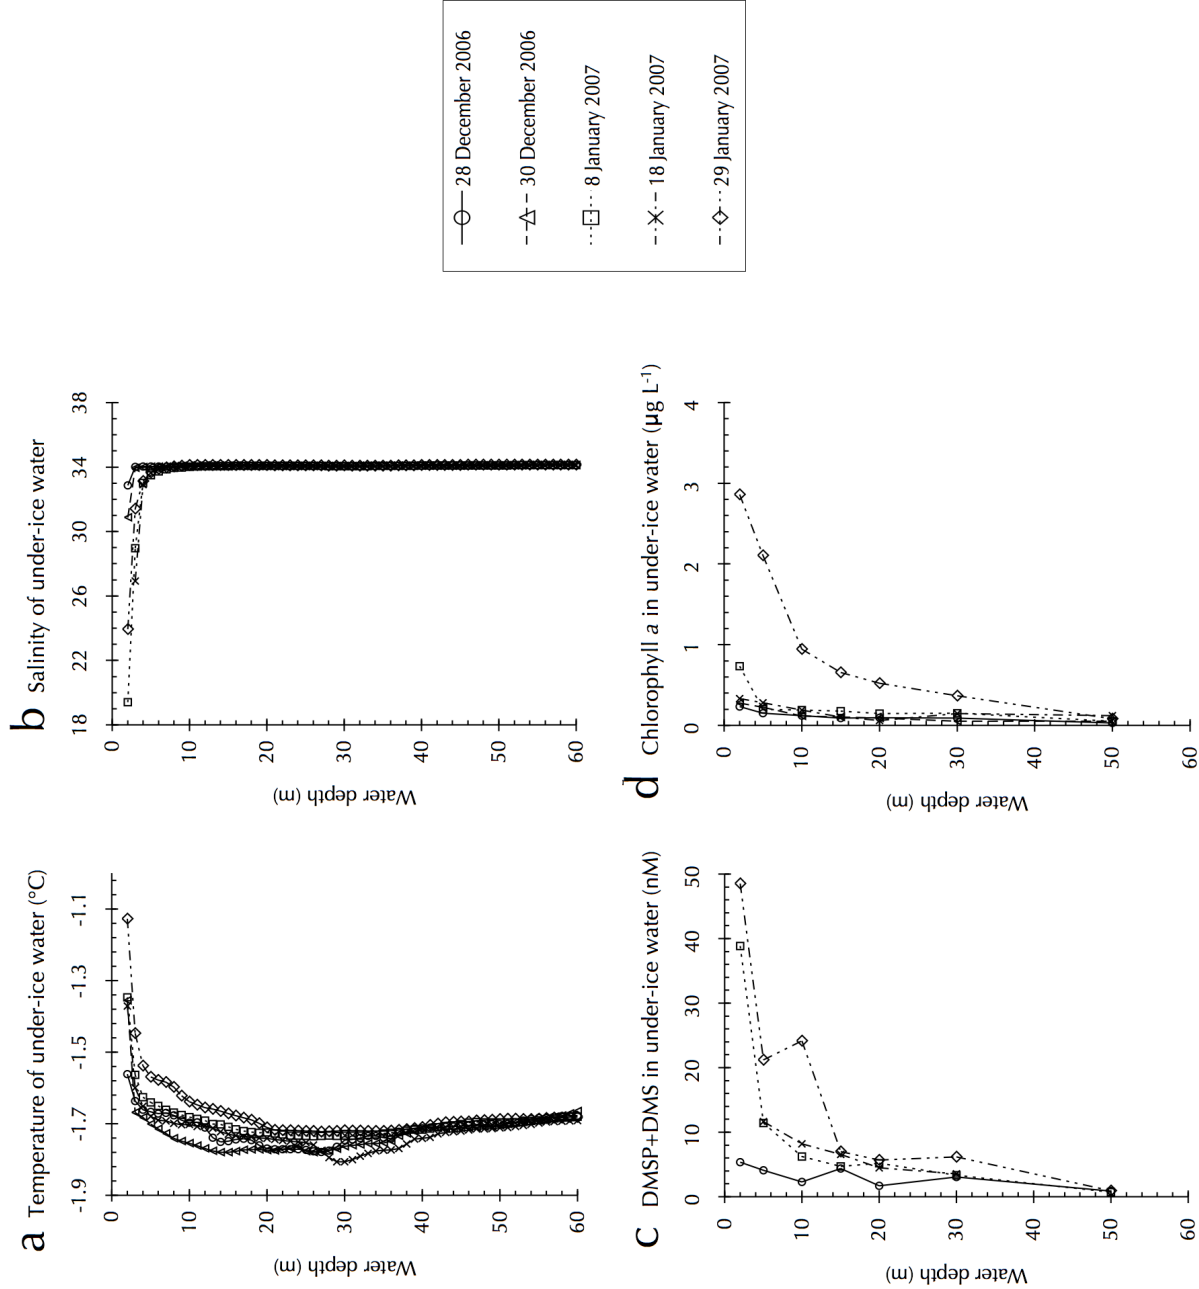 a Temperature of under-ice water (°C)
-1.9 -1.7 -1.5 -1.3 -1.1
0
10
20
30
40
50
60
Water depth (m)
b Salinity of under-ice water
18 22 26 30 34 38
0
10
20
30
40
50
60
Water depth (m)
c DMSP+DMS in under-ice water (nM)
0 10 20 30 40 50
0
10
20
30
40
50
60
Water depth (m)
d Chlorophyll a in under-ice water (µg L-1)
0 1 2 3 4
0
10
20
30
40
50
60
Water depth (m)
28 December 2006
30 December 2006
8 January 2007
18 January 2007
29 January 2007